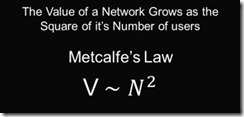 The Value of a Network Grows as the
Square of it's Number of users
Metcalfe's Law
V ~ N²